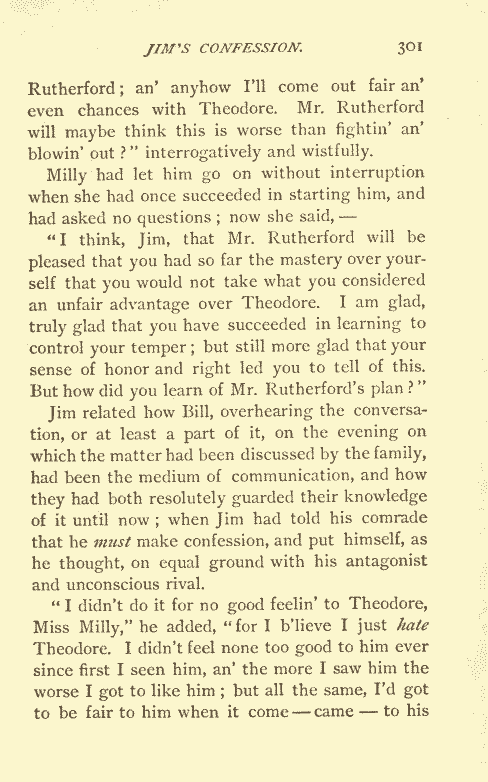 JIM'S CONFESSION. 301
Rutherford; an' anyhow I'll come out fair an'
even chances with Theodore. Mr. Rutherford
will maybe think this is worse than fightin' an'
blowin' out?" interrogatively and wistfully.
Milly had let him go on without interruption
when she had once succeeded in starting him, and
had asked no questions; now she said, —
"I think, Jim, that Mr. Rutherford will be
pleased that you had so far the mastery over your-
self that you would not take what you considered
an unfair advantage over Theodore. I am glad,
truly glad that you have succeeded in learning to
control your temper; but still more glad that your
sense of honor and right led you to tell of this.
But how did you learn of Mr. Rutherford's plan?"
Jim related how Bill, overhearing the conversa-
tion, or at least a part of it, on the evening on
which the matter had been discussed by the family,
had been the medium of communication, and how
they had both resolutely guarded their knowledge
of it until now; when Jim had told his comrade
that he must make confession, and put himself, as
he thought, on equal ground with his antagonist
and unconscious rival.
"I didn't do it for no good feelin' to Theodore,
Miss Milly," he added, "for I b'lieve I just hate
Theodore. I didn't feel none too good to him ever
since first I seen him, an' the more I saw him the
worse I got to like him; but all the same, I'd got
to be fair to him when it come — came — to his